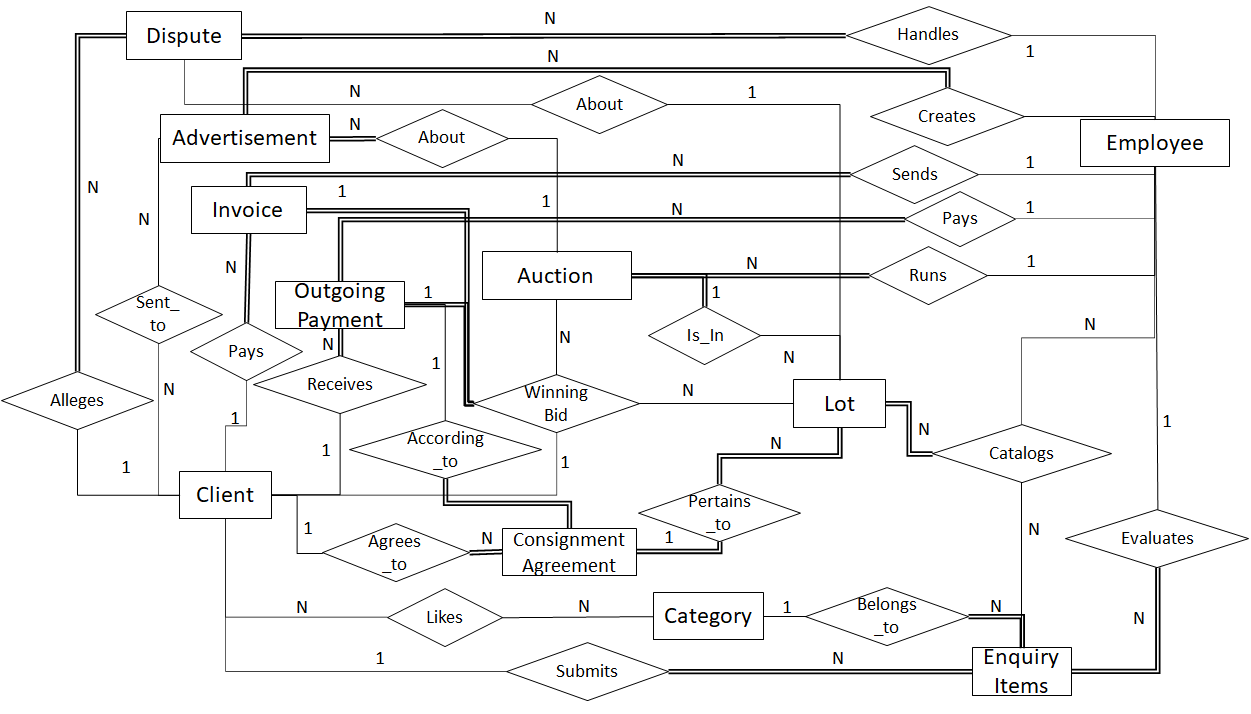 N
Dispute
Handles
1
N
N
1
About
Creates
N
Advertisement
About
Employee
N
Sends
1
N
1
Invoice
1
N
N
Pays
1
N
1
Auction
N
Runs
1
Outgoing
Payment
1
1
Sent_
to
N
N
Is_In
N
Pays
N
Receives
1
N
Winning
Bid
N
N
Alleges
Lot
1
N
1
According
_to
N
Catalogs
1
1
1
Client
Pertains
_to
1
Agrees
_to
N
Consignment
Agreement
1
N
Evaluates
N
Likes
N
Category
1
Belongs
_to
N
N
1
Submits
N
Enquiry
Items